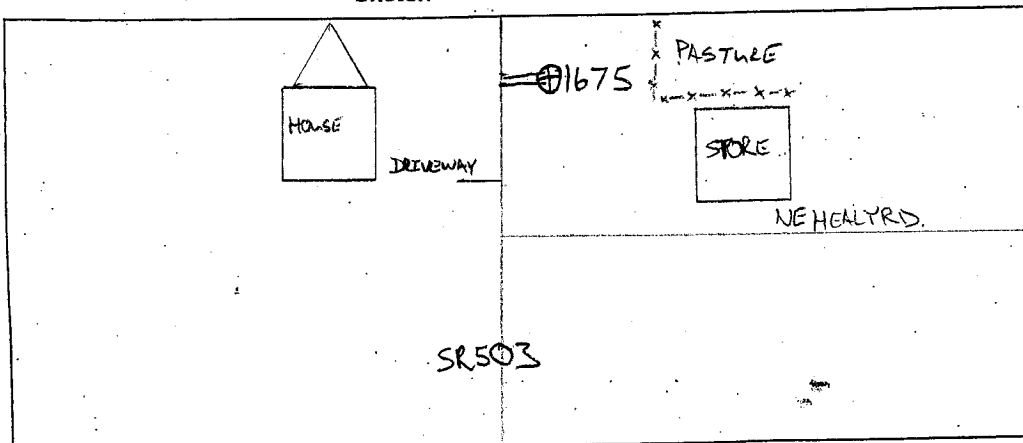 PASTURE
1675
HOUSE
STORE
DRIVEWAY
NE HEALY RD.
SR503